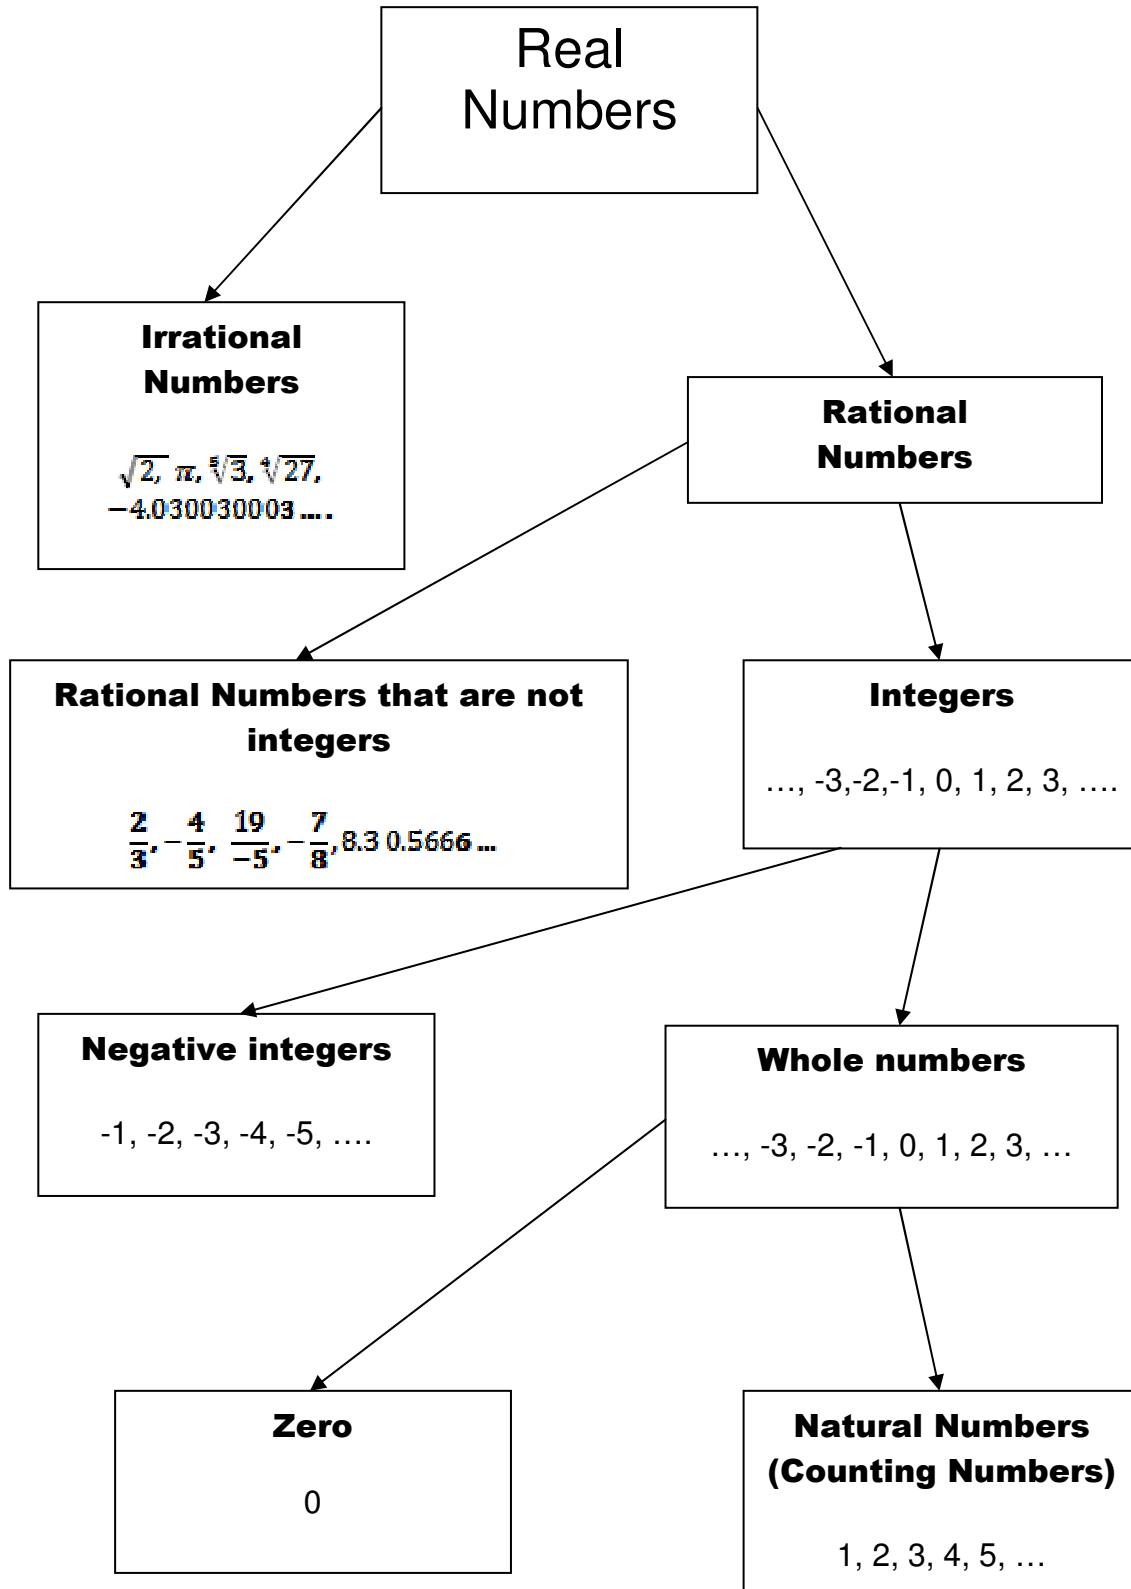 Real
Numbers
Irrational
Numbers
√2, π, ⁵√3, ⁴√27,
−4.030030003 ....
Rational
Numbers
Rational Numbers that are not
integers
2/3, −4/5, 19/−5, −7/8, 8.3 0.5666 ...
Integers
…, -3,-2,-1, 0, 1, 2, 3, ….
Negative integers
-1, -2, -3, -4, -5, ….
Whole numbers
…, -3, -2, -1, 0, 1, 2, 3, …
Zero
0
Natural Numbers
(Counting Numbers)
1, 2, 3, 4, 5, …